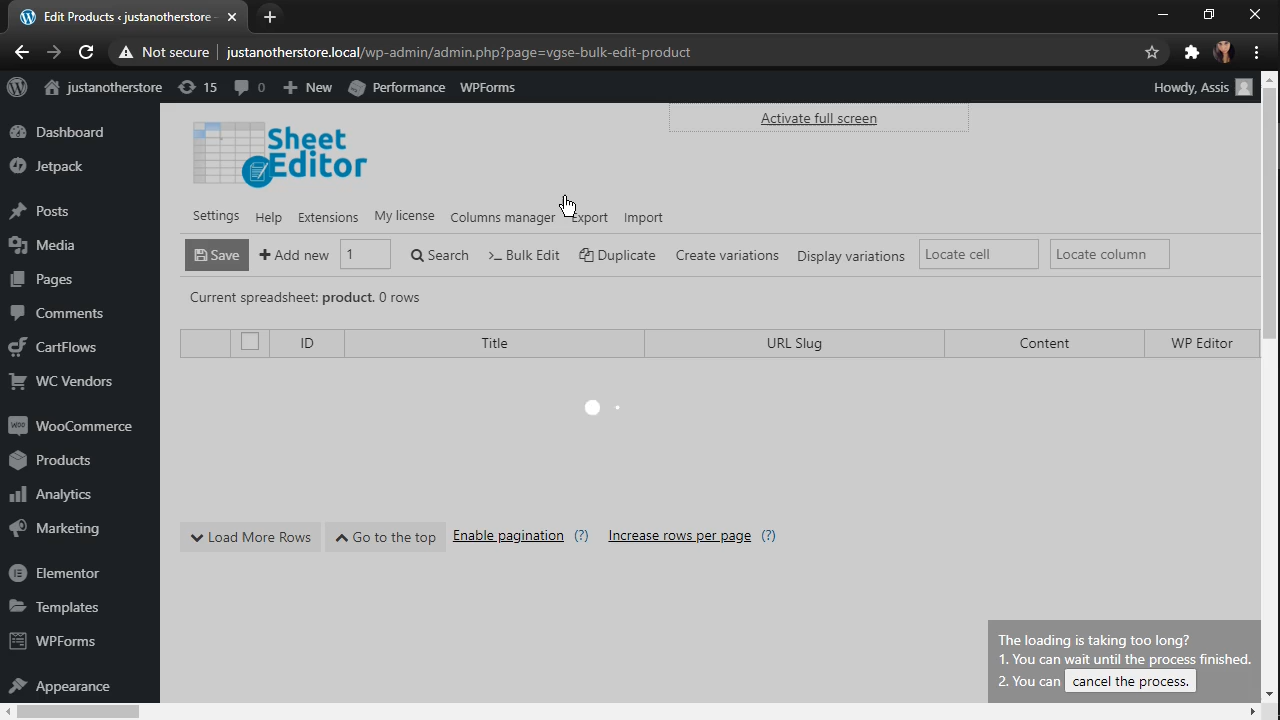 Edit Products ‹ justanotherstore
Not secure justanotherstore.local/wp-admin/admin.php?page=vgse-bulk-edit-product
justanotherstore 15 0 New Performance WPForms Howdy, Assis
Dashboard
Jetpack
Posts
Media
Pages
Comments
CartFlows
WC Vendors
WooCommerce
Products
Analytics
Marketing
Elementor
Templates
WPForms
Appearance
Activate full screen
Sheet
Editor
Settings Help Extensions My license Columns manager Export Import
Save Add new 1 Search Bulk Edit Duplicate Create variations Display variations Locate cell Locate column
Current spreadsheet: product. 0 rows
ID Title URL Slug Content WP Editor
Load More Rows Go to the top Enable pagination (?) Increase rows per page (?)
The loading is taking too long?
1. You can wait until the process finished.
2. You can cancel the process.